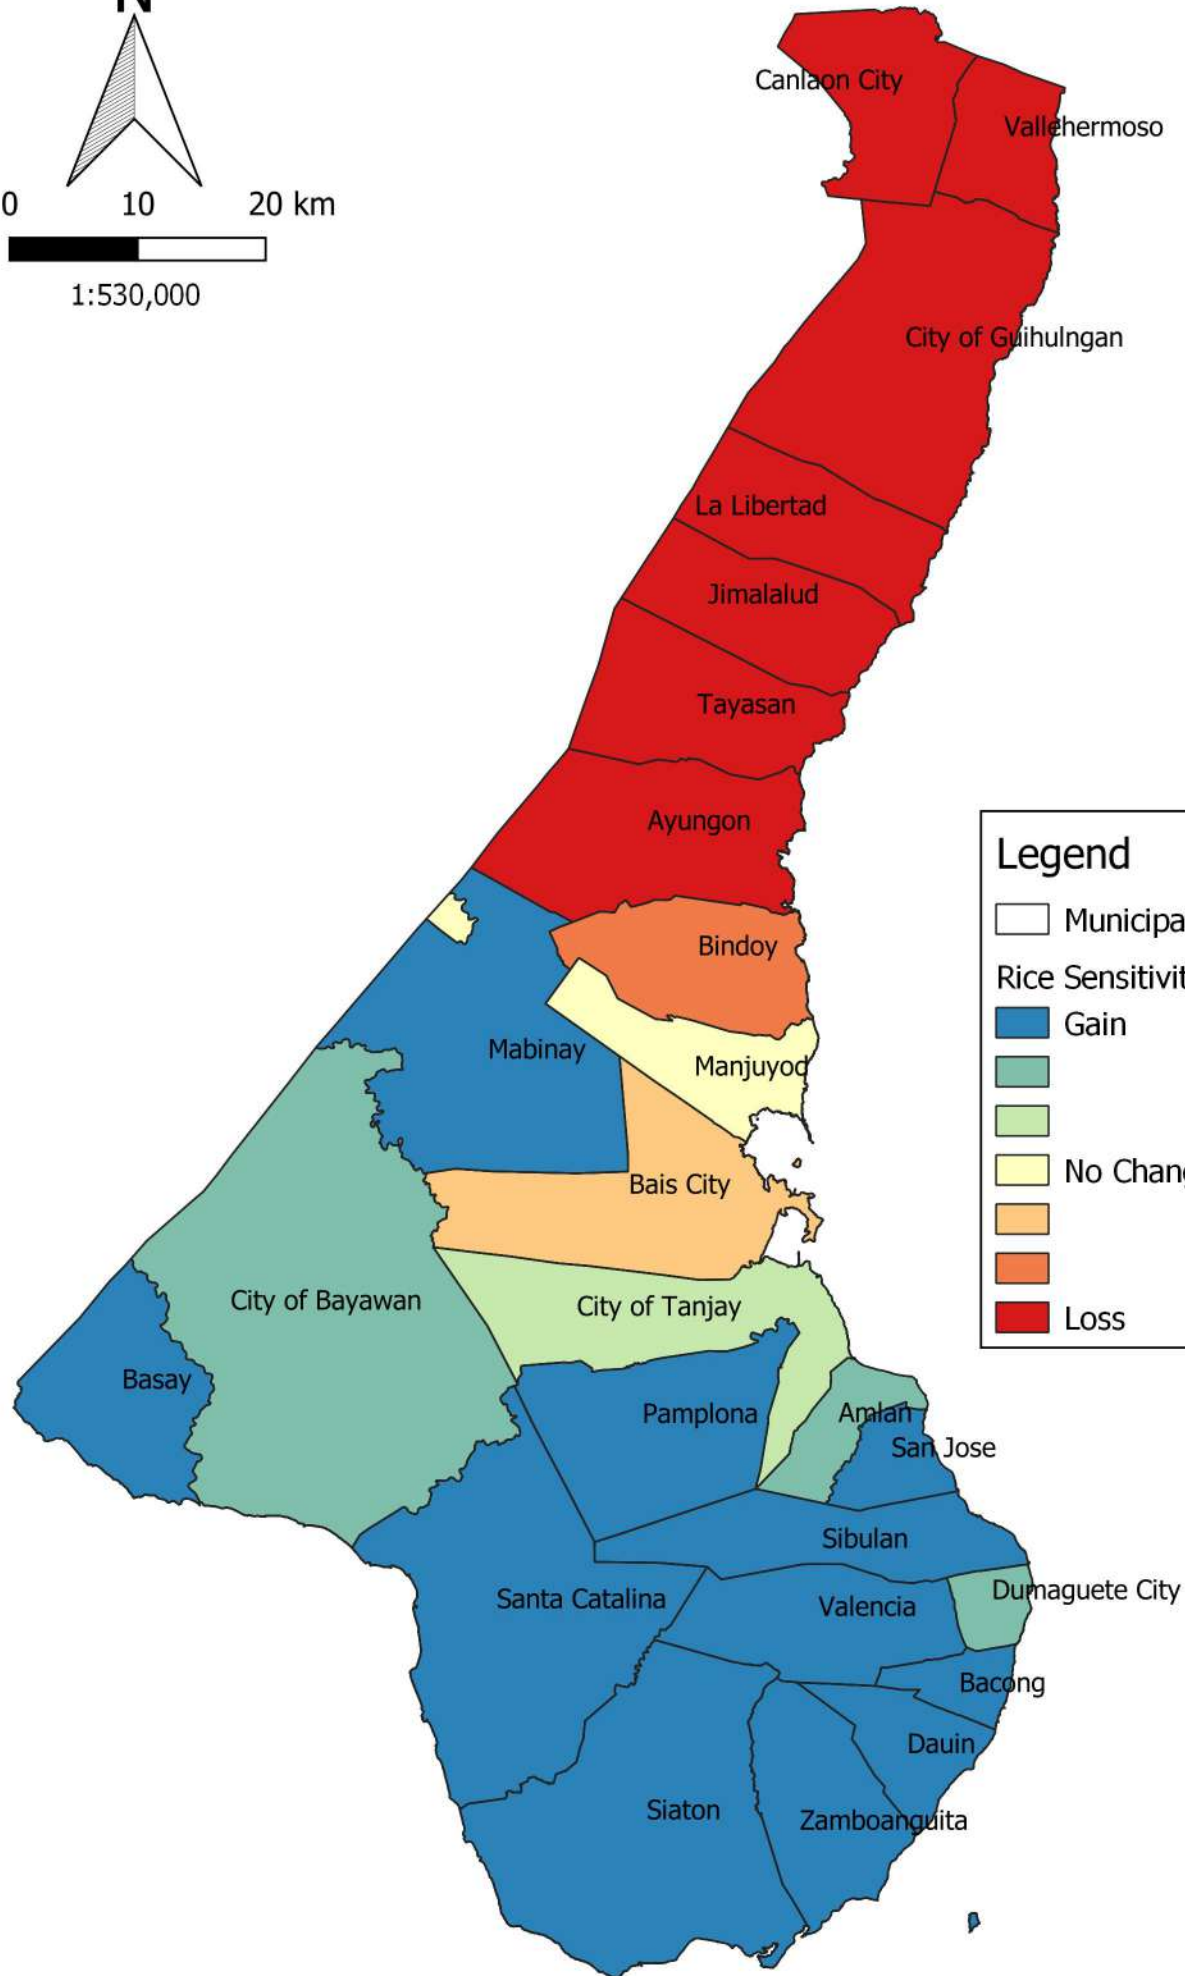 N
0 10 20 km
1:530,000
Canlaon City
Vallehermoso
City of Guihulngan
La Libertad
Jimalalud
Tayasan
Ayungon
Bindoy
Mabinay
Manjuyod
Bais City
City of Bayawan
City of Tanjay
Basay
Pamplona
Amlan
San Jose
Sibulan
Santa Catalina
Valencia
Dumaguete City
Bacong
Dauin
Siaton
Zamboanguita
Legend
Municipa
Rice Sensitivit
Gain
No Chang
Loss